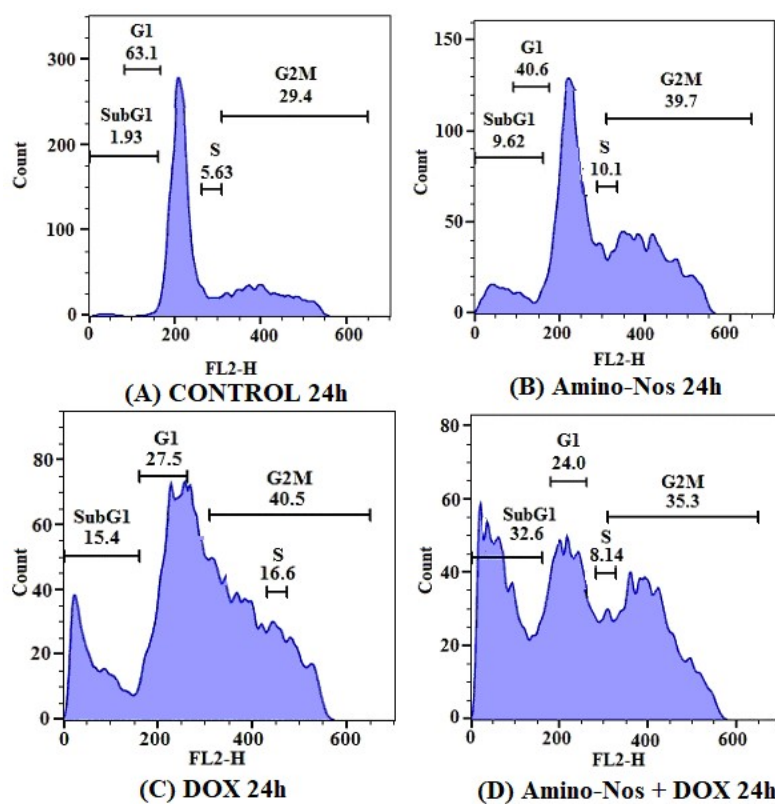 G1
63.1
G2M
29.4
SubG1
1.93
S
5.63
300
200
100
0
Count
0 200 400 600
FL2-H
(A) CONTROL 24h
G1
40.6
G2M
39.7
SubG1
9.62
S
10.1
150
100
50
0
Count
0 200 400 600
FL2-H
(B) Amino-Nos 24h
G1
27.5
G2M
40.5
SubG1
15.4
S
16.6
80
60
40
20
0
Count
0 200 400 600
FL2-H
(C) DOX 24h
G1
24.0
G2M
35.3
SubG1
32.6
S
8.14
80
60
40
20
0
Count
0 200 400 600
FL2-H
(D) Amino-Nos + DOX 24h